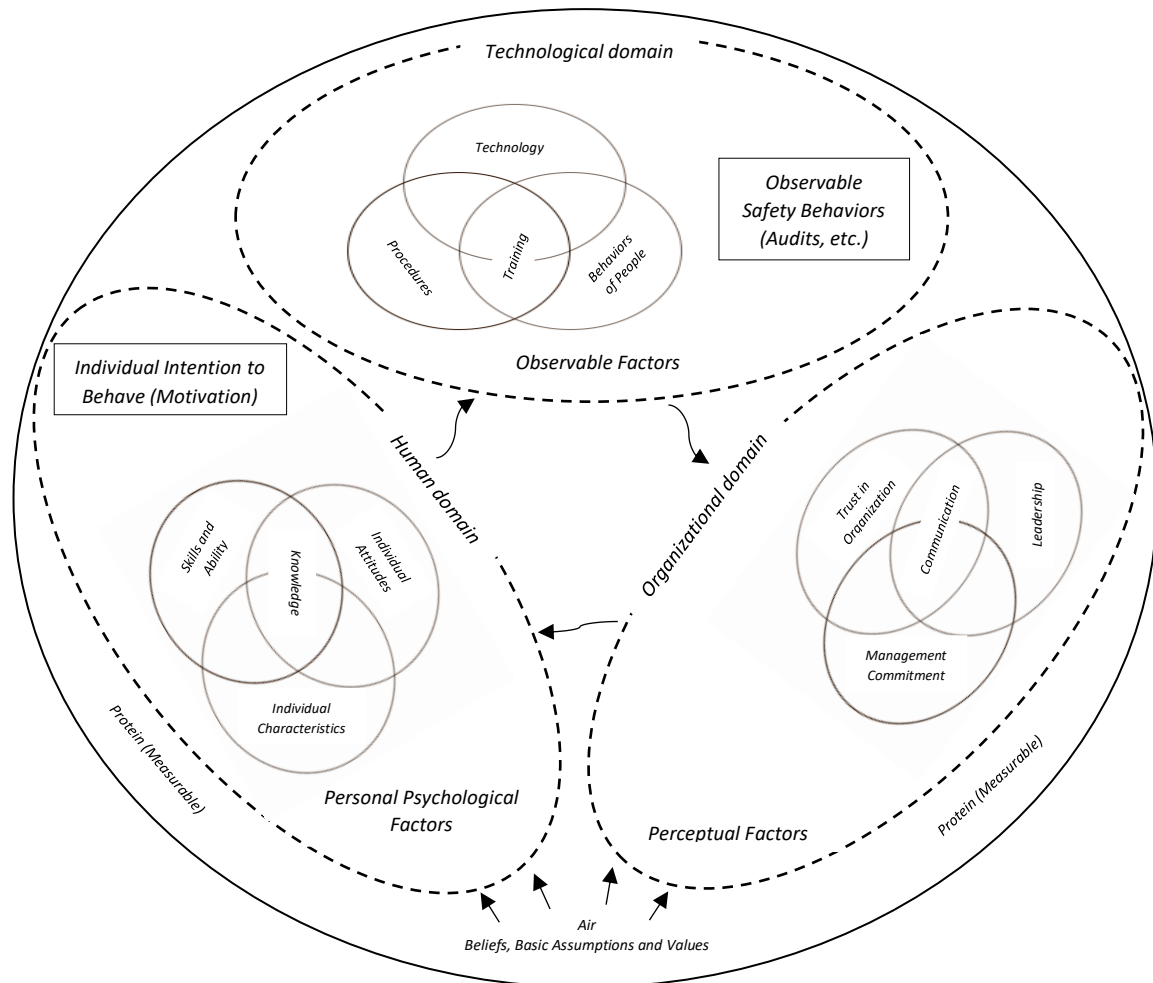 Technological domain
Technology
Procedures
Training
Behaviors
of People
Observable
Safety Behaviors
(Audits, etc.)
Observable Factors
Individual Intention to
Behave (Motivation)
Human domain
Skills and
Ability
Knowledge
Individual
Attitudes
Individual
Characteristics
Personal Psychological
Factors
Protein (Measurable)
Organizational domain
Trust in
Organization
Communication
Leadership
Management
Commitment
Perceptual Factors
Protein (Measurable)
Air
Beliefs, Basic Assumptions and Values